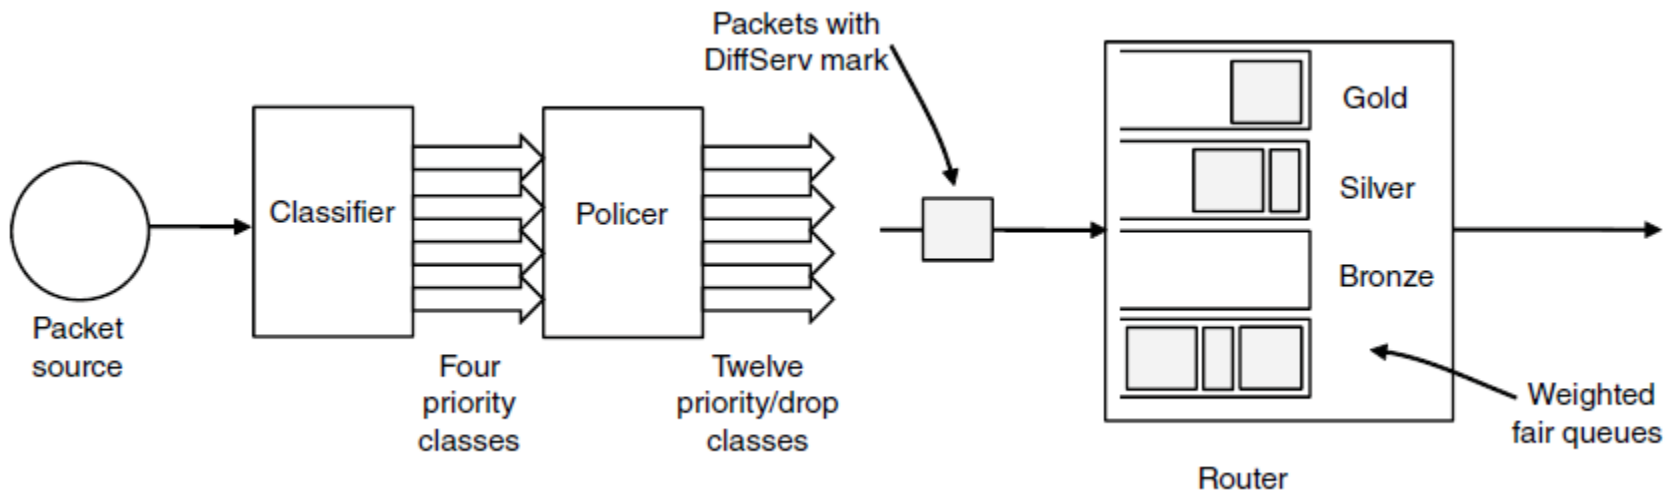 Packet
source
Classifier
Four
priority
classes
Policer
Twelve
priority/drop
classes
Packets with
DiffServ mark
Gold
Silver
Bronze
Weighted
fair queues
Router